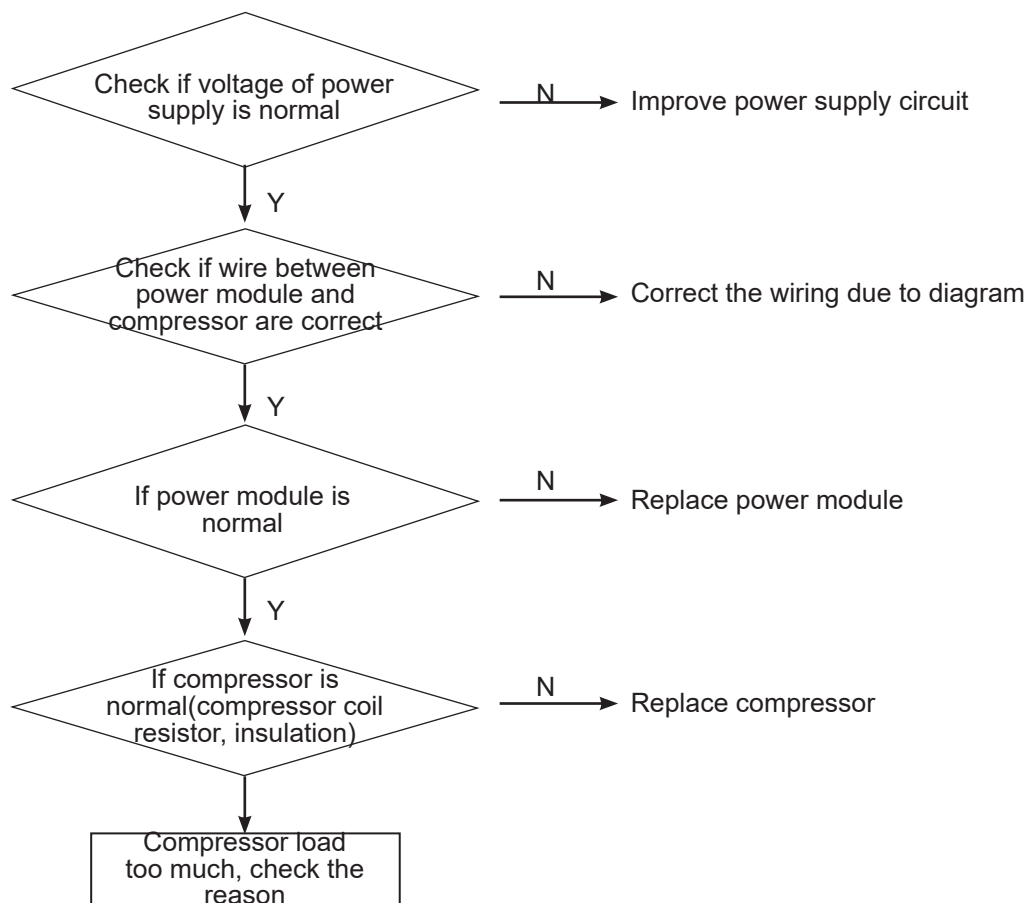 Check if voltage of power
supply is normal
N
Improve power supply circuit
Y
Check if wire between
power module and
compressor are correct
N
Correct the wiring due to diagram
Y
If power module is
normal
N
Replace power module
Y
If compressor is
normal(compressor coil
resistor, insulation)
N
Replace compressor
Compressor load
too much, check the
reason